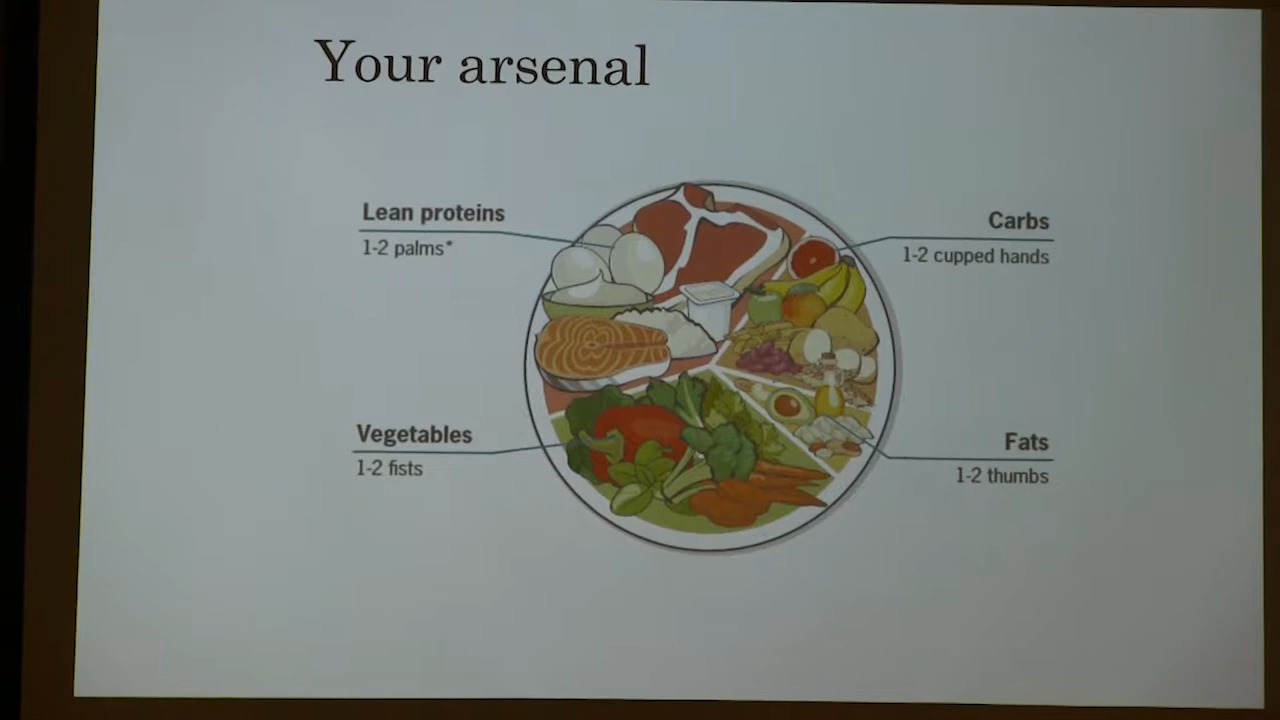 Your arsenal
Lean proteins
1-2 palms*
Carbs
1-2 cupped hands
Vegetables
1-2 fists
Fats
1-2 thumbs